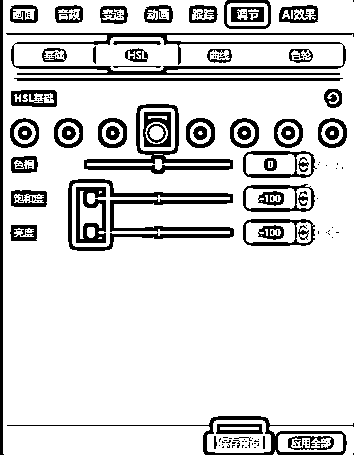 画面 音频 变速 动画 跟踪 调节 AI效果
基础 HSL 曲线 色轮
HSL基础
色相 0
饱和度 -100
亮度 -100
保存预设 应用全部